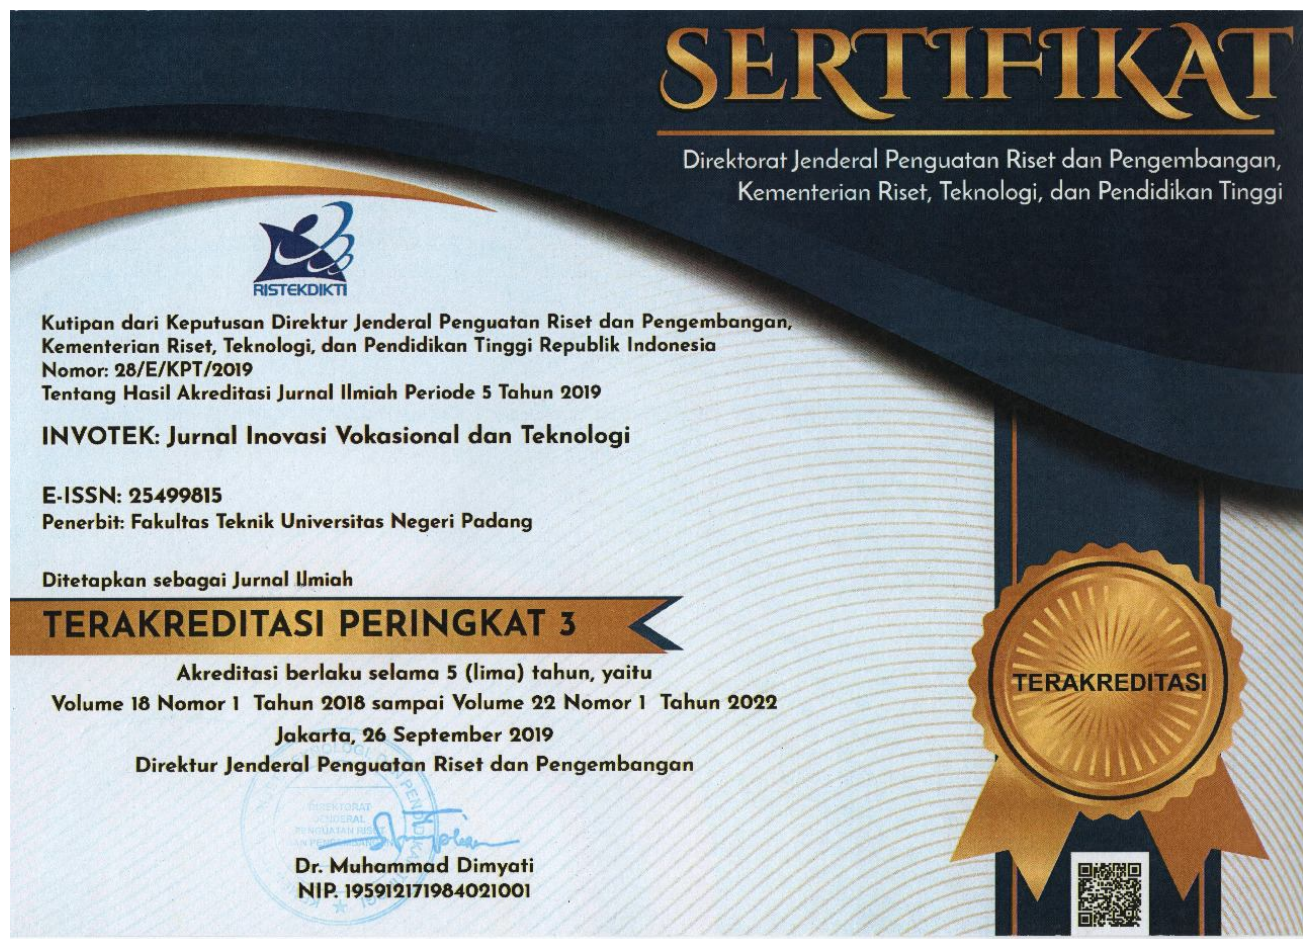 SERTIFIKAT
Direktorat Jenderal Penguatan Riset dan Pengembangan,
Kementerian Riset, Teknologi, dan Pendidikan Tinggi
RISTEKDIKTI
Kutipan dari Keputusan Direktur Jenderal Penguatan Riset dan Pengembangan,
Kementerian Riset, Teknologi, dan Pendidikan Tinggi Republik Indonesia
Nomor: 28/E/KPT/2019
Tentang Hasil Akreditasi Jurnal Ilmiah Periode 5 Tahun 2019
INVOTEK: Jurnal Inovasi Vokasional dan Teknologi
E-ISSN: 25499815
Penerbit: Fakultas Teknik Universitas Negeri Padang
Ditetapkan sebagai Jurnal Ilmiah
TERAKREDITASI PERINGKAT 3
TERAKREDITASI
Akreditasi berlaku selama 5 (lima) tahun, yaitu
Volume 18 Nomor 1 Tahun 2018 sampai Volume 22 Nomor 1 Tahun 2022
Jakarta, 26 September 2019
Direktur Jenderal Penguatan Riset dan Pengembangan
DIREKTORAT
JENDERAL
PENGUATAN RISET
Dr. Muhammad Dimyati
NIP. 195912171984021001